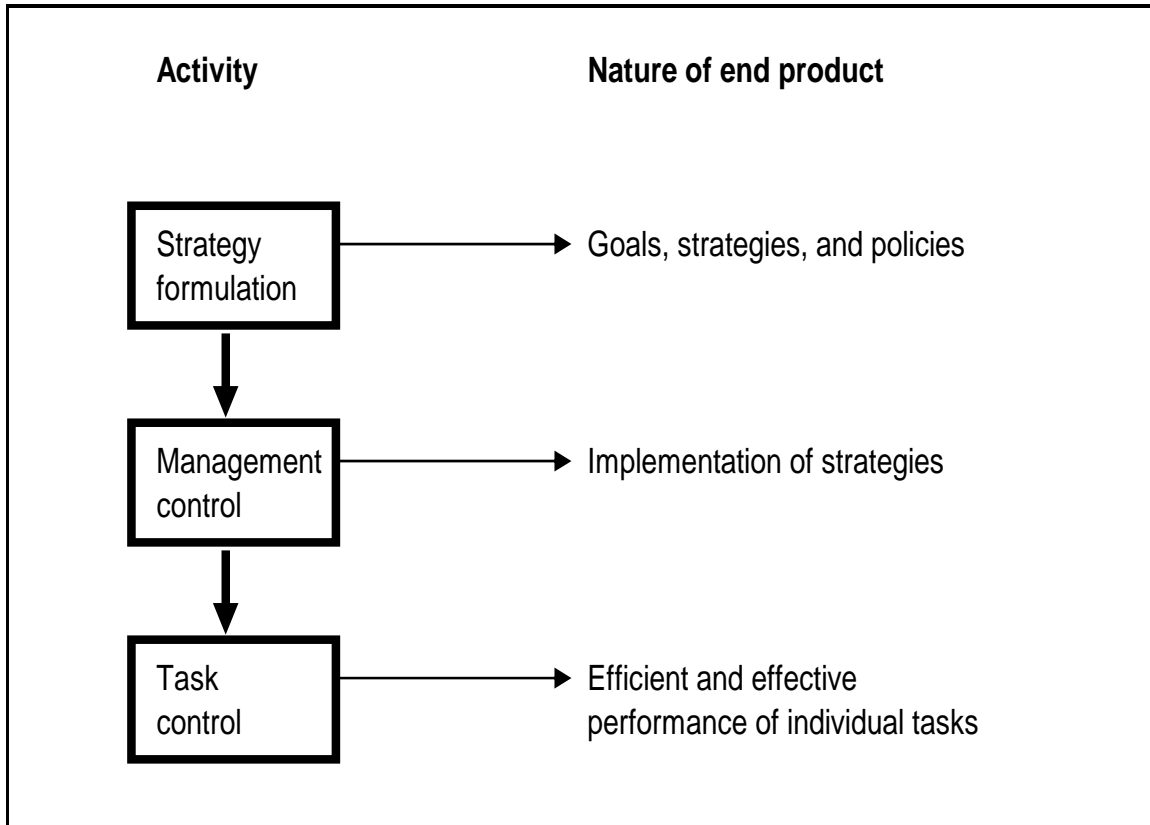 Activity
Nature of end product
Strategy
formulation
Goals, strategies, and policies
Management
control
Implementation of strategies
Task
control
Efficient and effective
performance of individual tasks